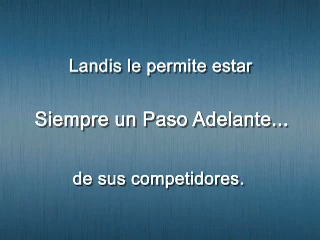 Landis le permite estar
Siempre un Paso Adelante...
de sus competidores.